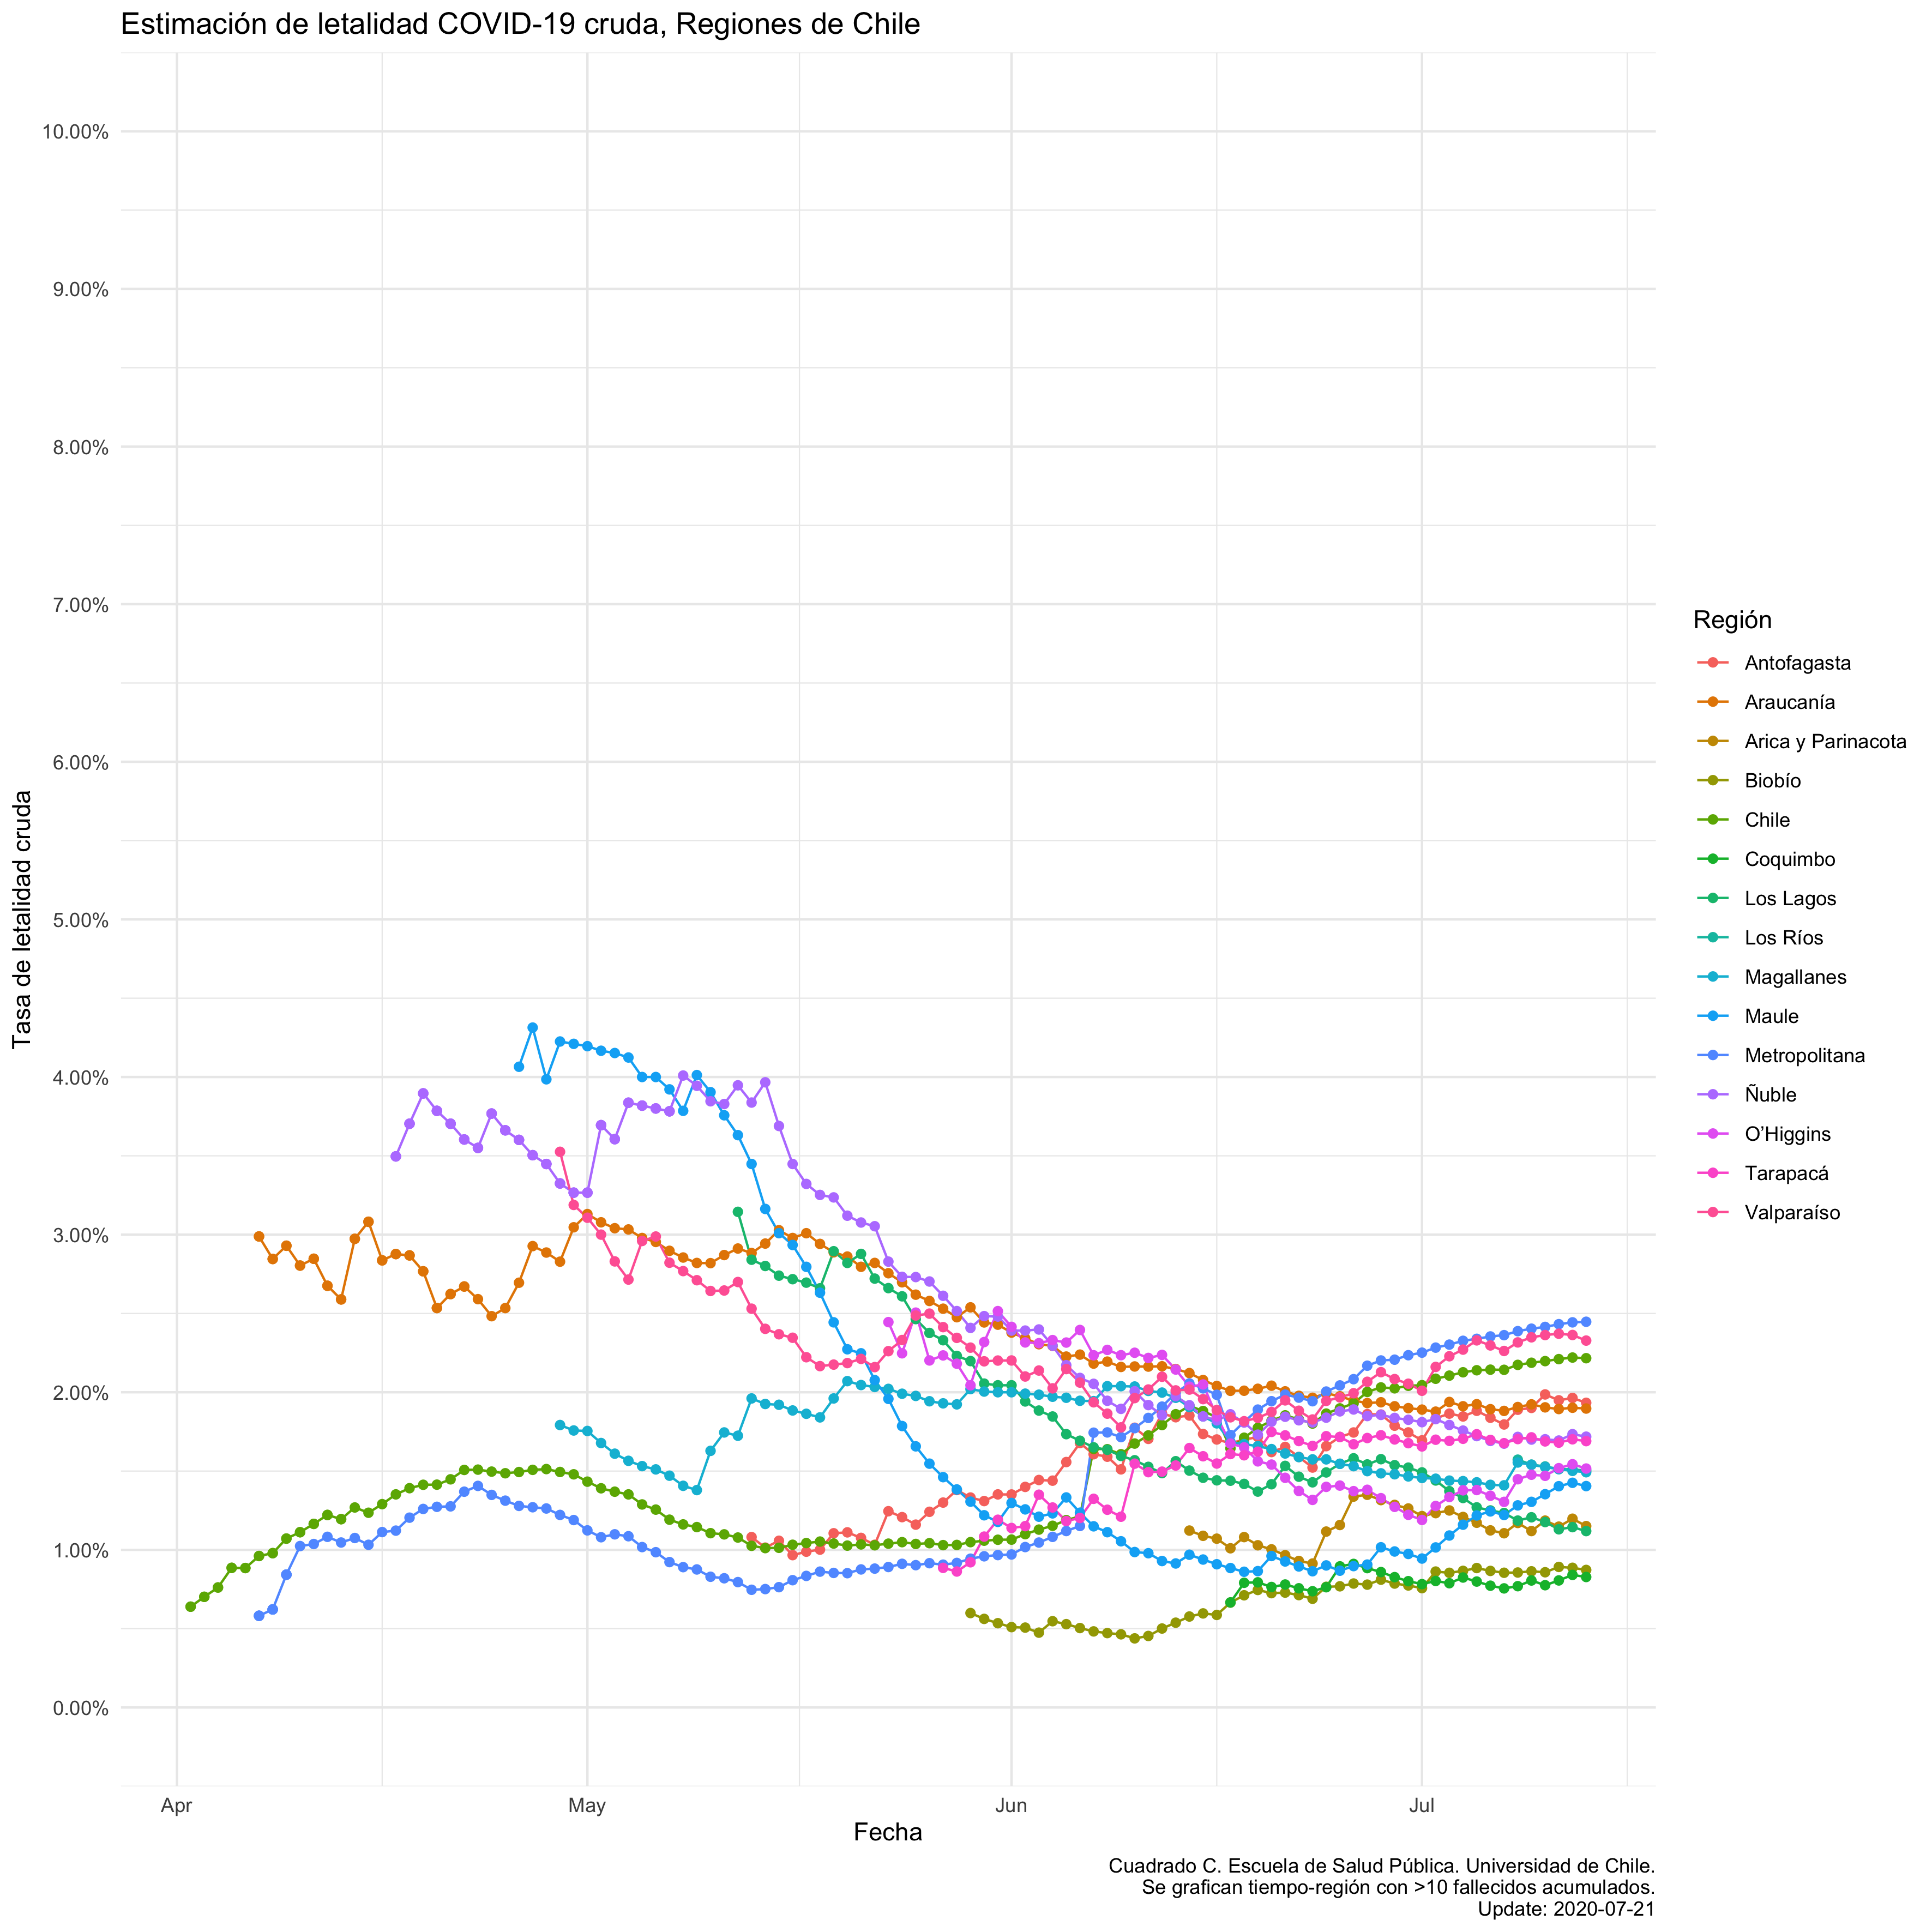 Estimación de letalidad COVID-19 cruda, Regiones de Chile
10.00%
9.00%
8.00%
7.00%
6.00%
5.00%
4.00%
3.00%
2.00%
1.00%
0.00%
Tasa de letalidad cruda
Apr
May
Jun
Jul
Fecha
Región
Antofagasta
Araucanía
Arica y Parinacota
Biobío
Chile
Coquimbo
Los Lagos
Los Ríos
Magallanes
Maule
Metropolitana
Ñuble
O’Higgins
Tarapacá
Valparaíso
Cuadrado C. Escuela de Salud Pública. Universidad de Chile.
Se grafican tiempo-región con >10 fallecidos acumulados.
Update: 2020-07-21